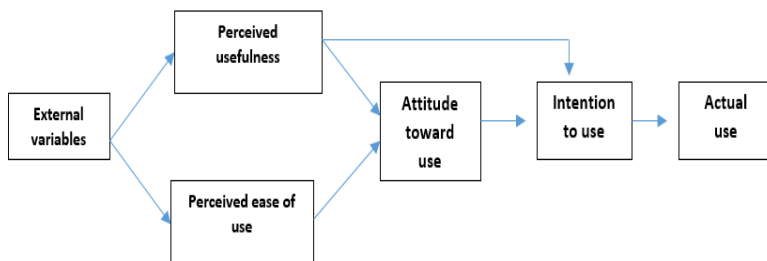 Perceived
usefulness
External
variables
Attitude
toward
use
Intention
to use
Actual
use
Perceived ease of
use